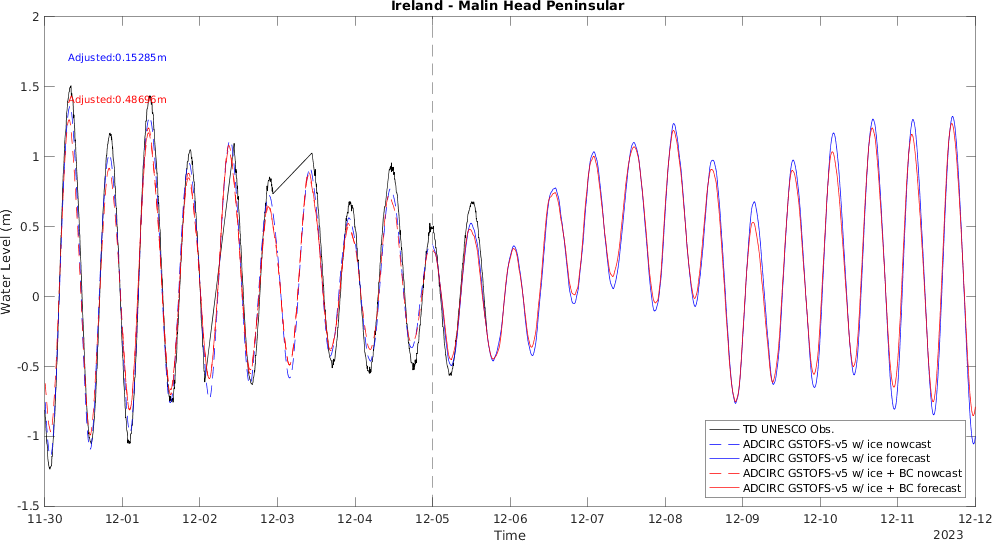 Ireland - Malin Head Peninsular
2
1.5
1
0.5
0
-0.5
-1
-1.5
Water Level (m)
Adjusted:0.15285m
Adjusted:0.48695m
TD UNESCO Obs.
ADCIRC GSTOFS-v5 w/ ice nowcast
ADCIRC GSTOFS-v5 w/ ice forecast
ADCIRC GSTOFS-v5 w/ ice + BC nowcast
ADCIRC GSTOFS-v5 w/ ice + BC forecast
11-30 12-01 12-02 12-03 12-04 12-05 12-06 12-07 12-08 12-09 12-10 12-11 12-12
Time
2023